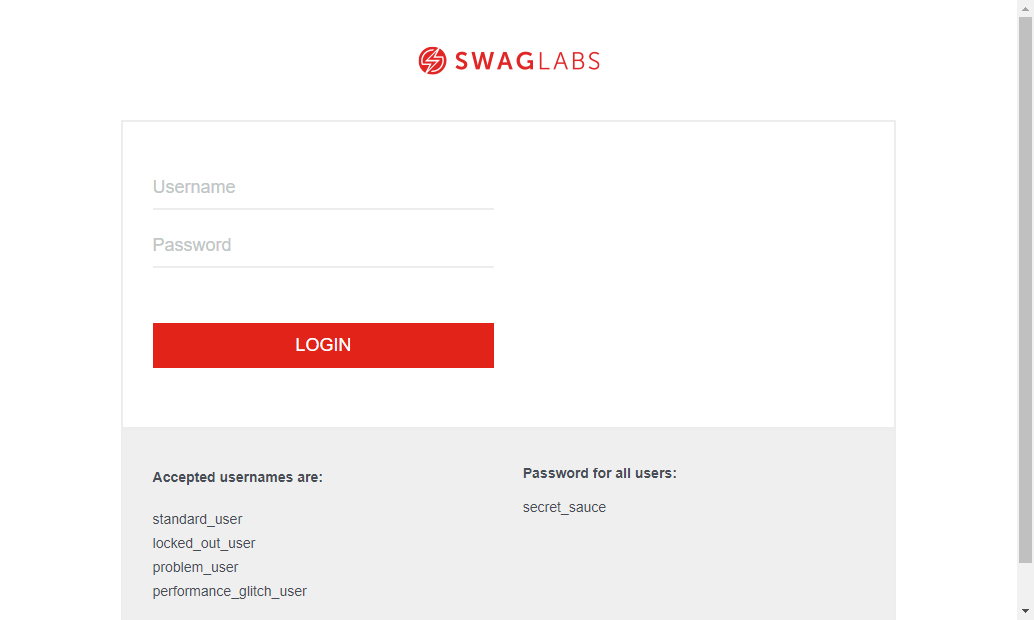 SWAGLABS
Username
Password
LOGIN
Accepted usernames are:
standard_user
locked_out_user
problem_user
performance_glitch_user
Password for all users:
secret_sauce